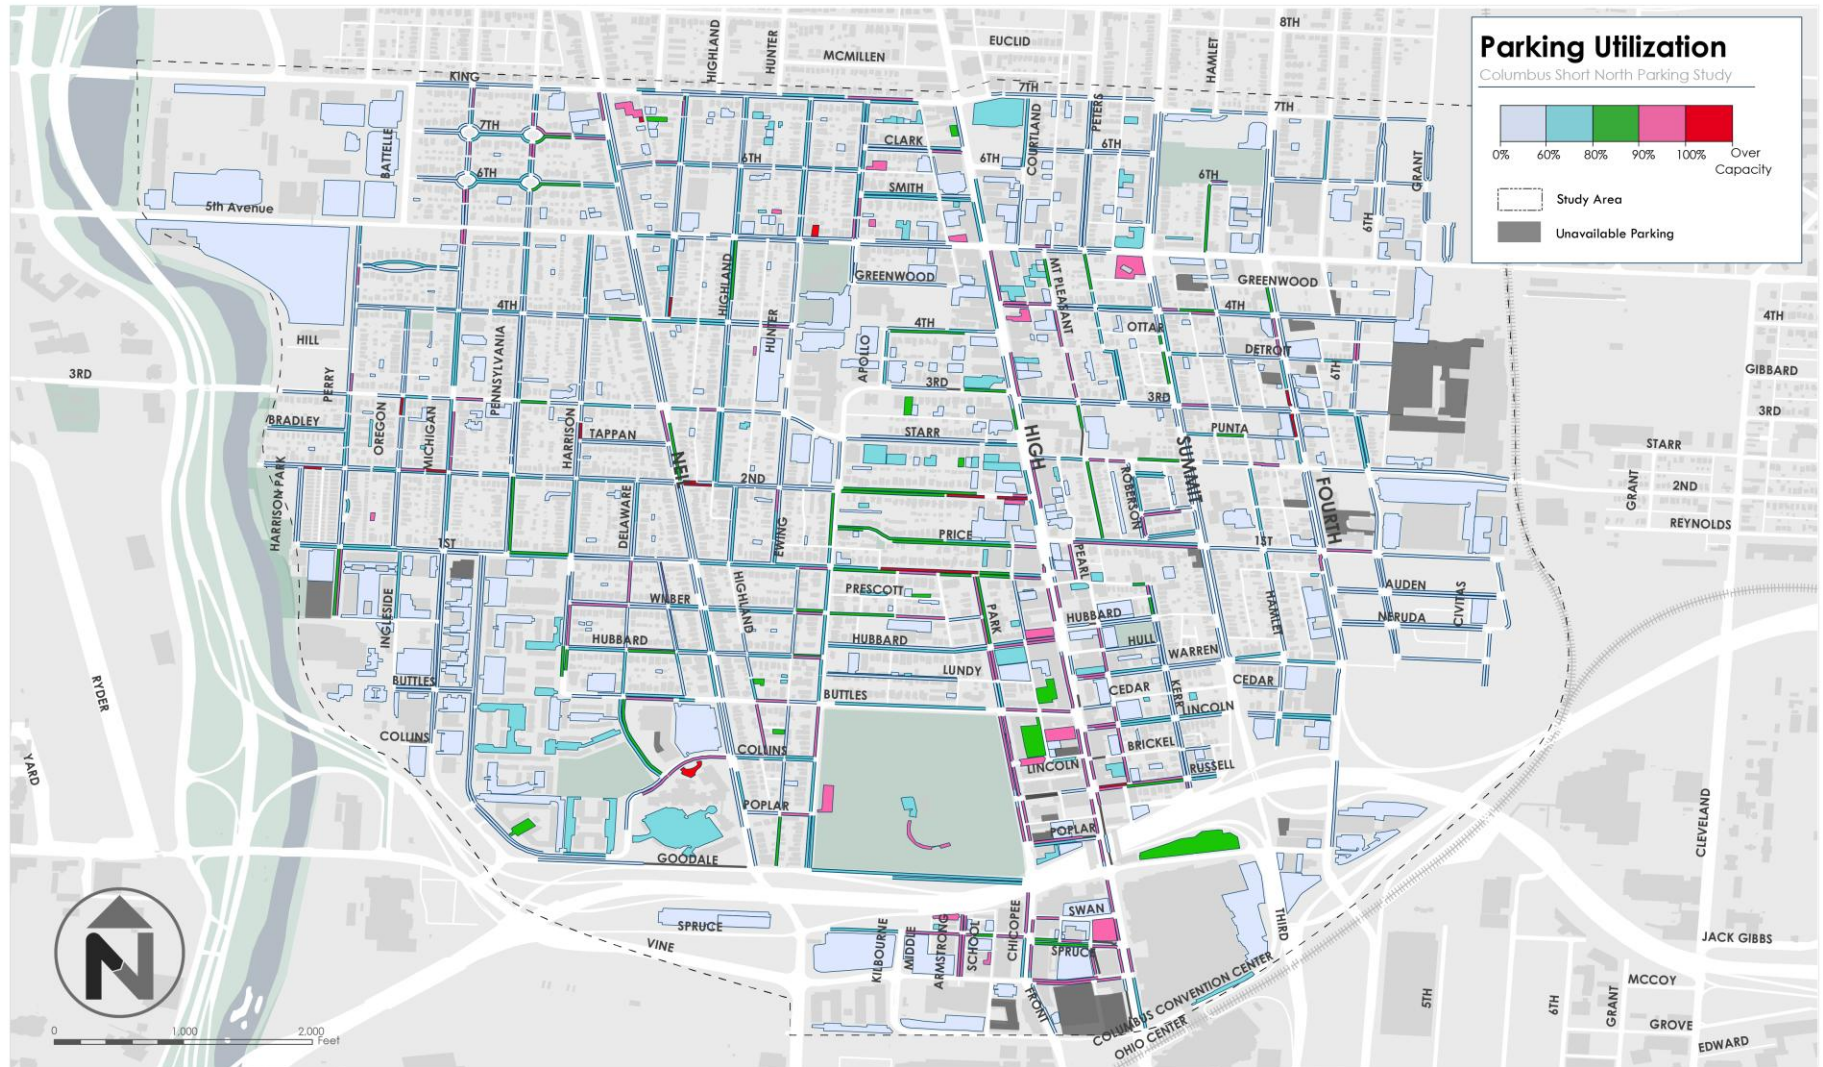 8TH
EUCLID
HIGHLAND
HUNTER
MCMILLEN
HAMLET
Parking Utilization
Columbus Short North Parking Study
0%
60%
80%
90%
100%
Over
Capacity
Study Area
Unavailable Parking
KING
7TH
7TH
7TH
BATTELLE
COURTLAND
PETERS
CLARK
6TH
6TH
6TH
6TH
6TH
GRANT
SMITH
5th Avenue
6TH
GREENWOOD
HIGHLAND
HUNTER
MT PLEASANT
GREENWOOD
4TH
4TH
4TH
4TH
OTTAR
HILL
PENNSYLVANIA
APOLLO
DETROIT
6TH
3RD
PERRY
3RD
3RD
GIBBARD
3RD
BRADLEY
OREGON
MICHIGAN
HARRISON
TAPPAN
STARR
HIGH
PUNTA
STARR
NEIL
SUMMIT
HARRISON PARK
2ND
ROBERSON
FOURTH
GRANT
2ND
DELAWARE
EWING
PRICE
REYNOLDS
1ST
1ST
PEARL
INGLESIDE
WILBER
HIGHLAND
PRESCOTT
PARK
HUBBARD
HAMLET
AUDEN
CIVITAS
NERUDA
HUBBARD
HUBBARD
HULL
WARREN
LUNDY
BUTTLES
BUTTLES
CEDAR
KERR
CEDAR
RYDER
LINCOLN
COLLINS
COLLINS
BRICKEL
LINCOLN
RUSSELL
YARD
POPLAR
POPLAR
CLEVELAND
GOODALE
N
SPRUCE
VINE
KILBOURNE
MIDDLE
ARMSTRONG
SCHOOL
CHICOPEE
SWAN
SPRUCE
THIRD
FRONT
COLUMBUS CONVENTION CENTER
OHIO CENTER
JACK GIBBS
MCCOY
5TH
6TH
GRANT
GROVE
EDWARD
0
1,000
2,000
Feet